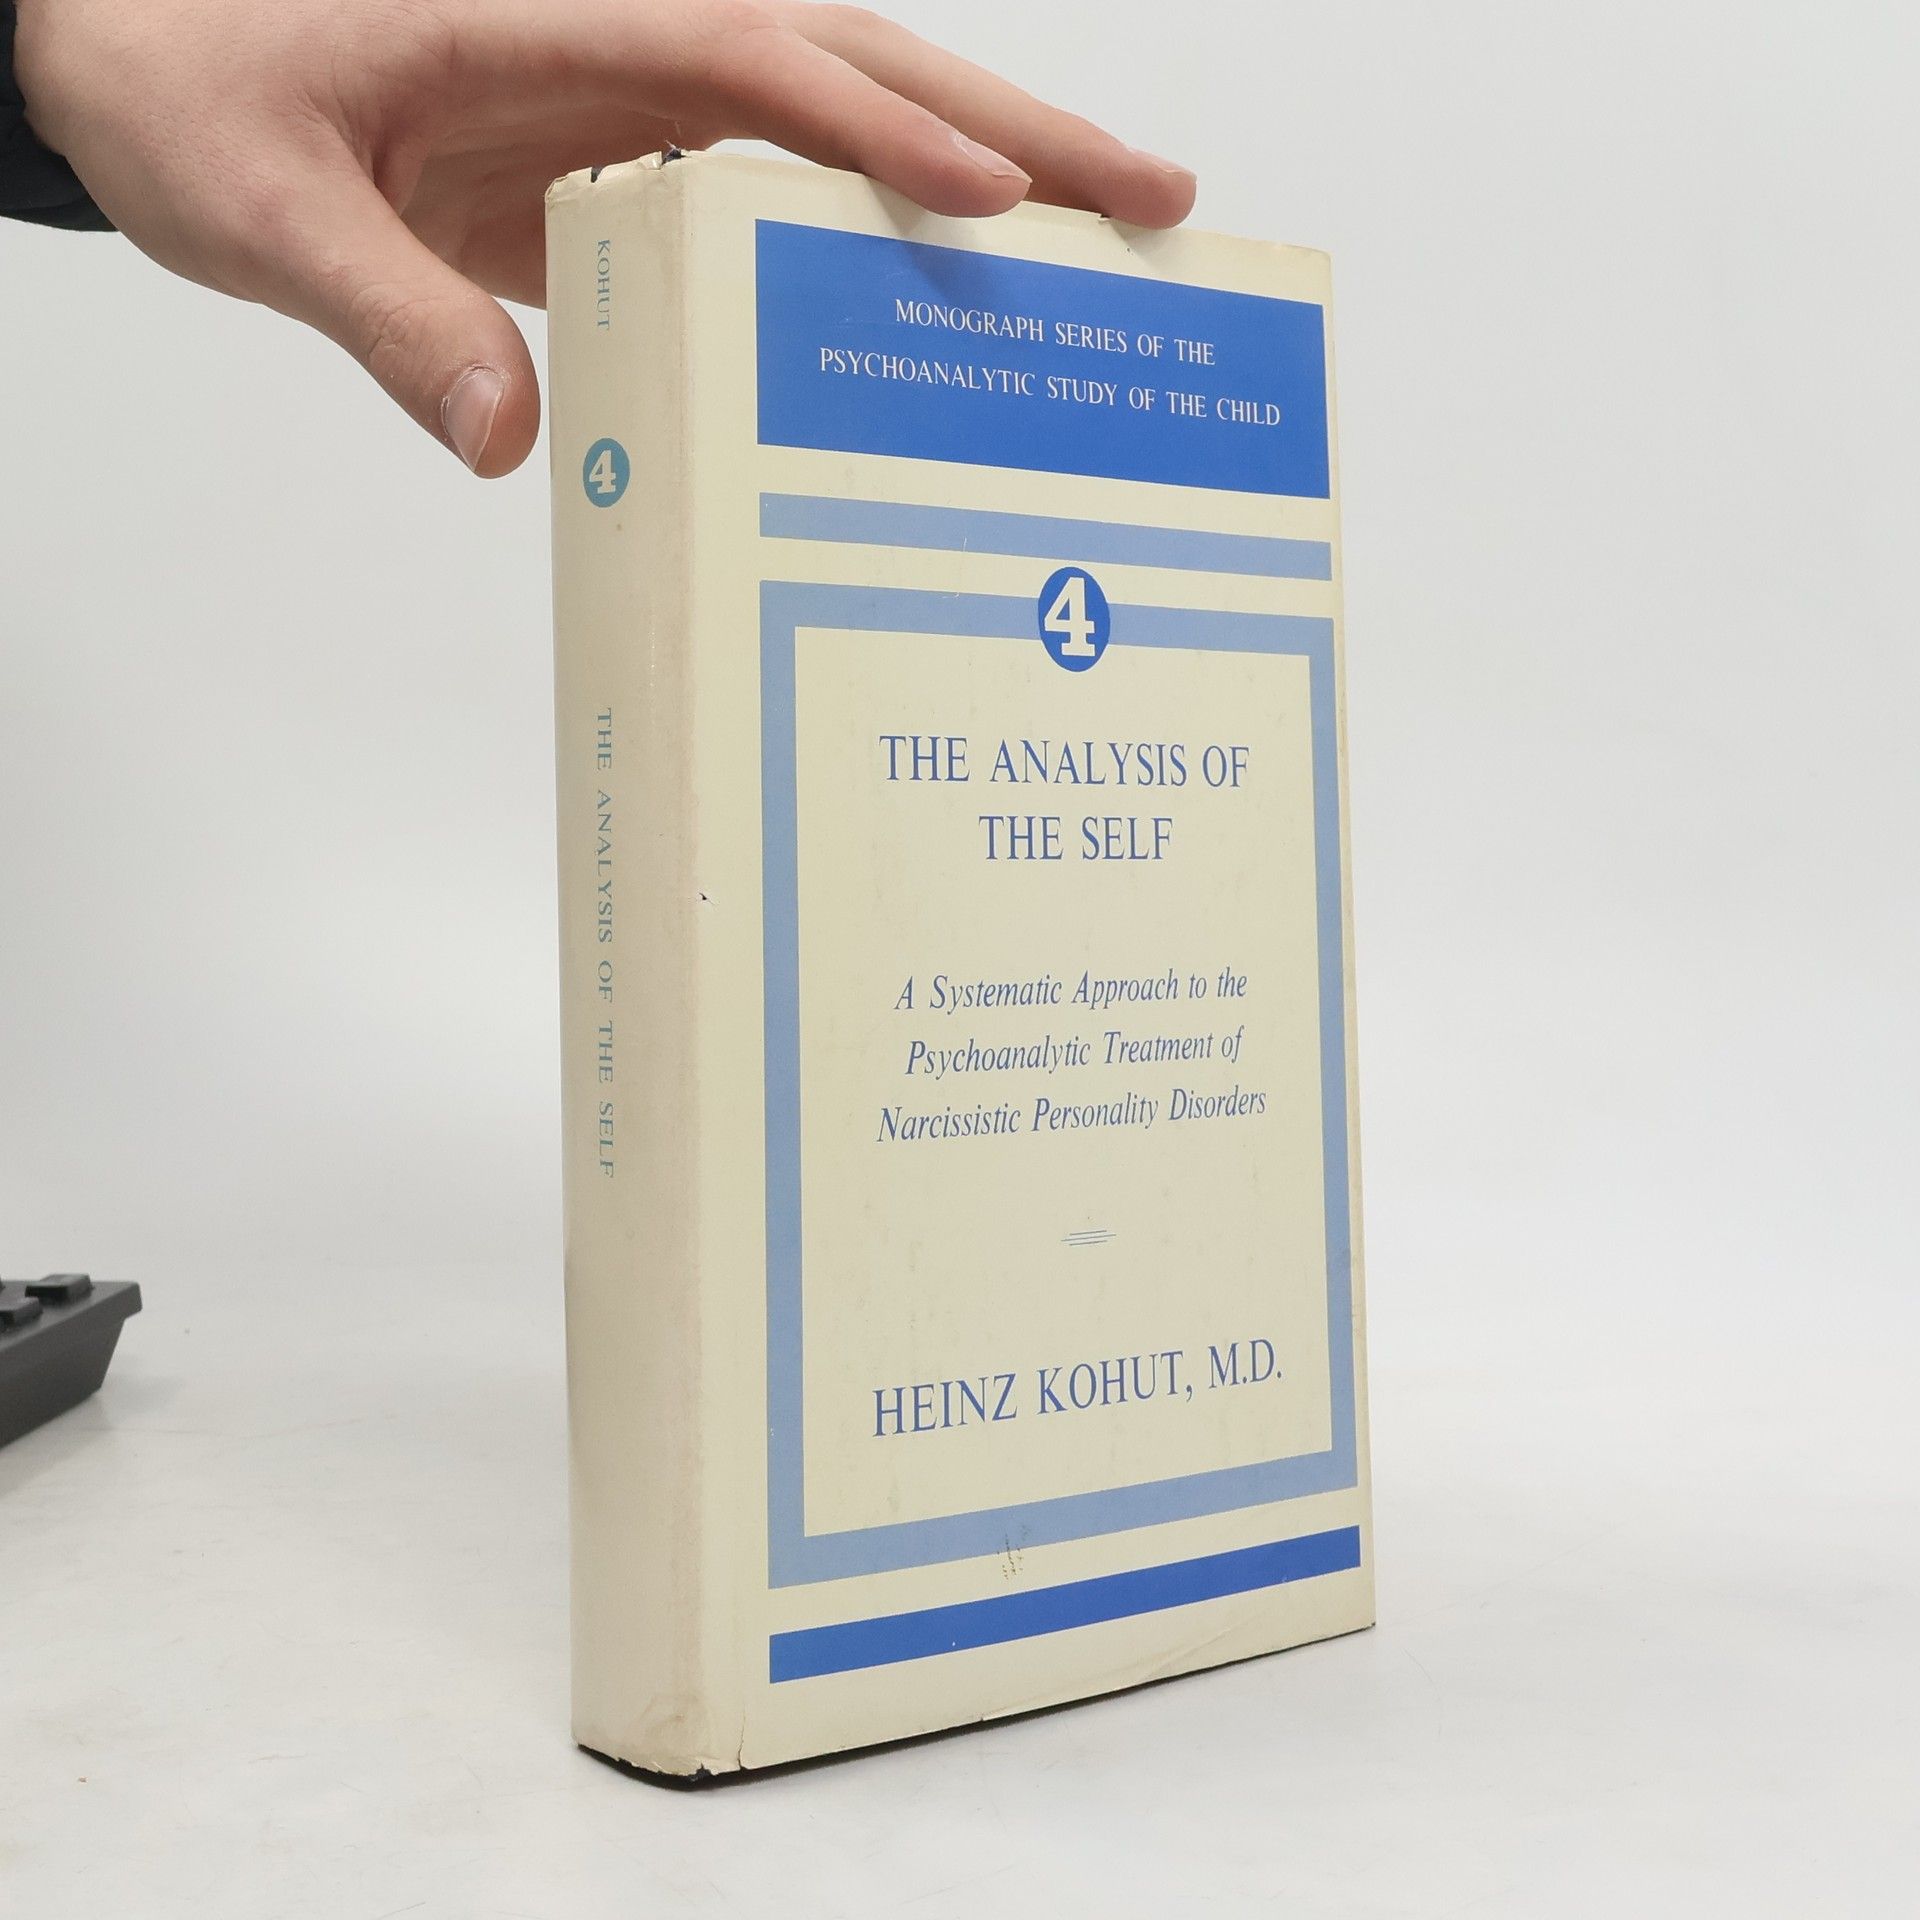 KOHUT
4
THE ANALYSIS OF THE SELF
MONOGRAPH SERIES OF THE
PSYCHOANALYTIC STUDY OF THE CHILD
4
THE ANALYSIS OF
THE SELF
A Systematic Approach to the
Psychoanalytic Treatment of
Narcissistic Personality Disorders
HEINZ KOHUT, M.D.